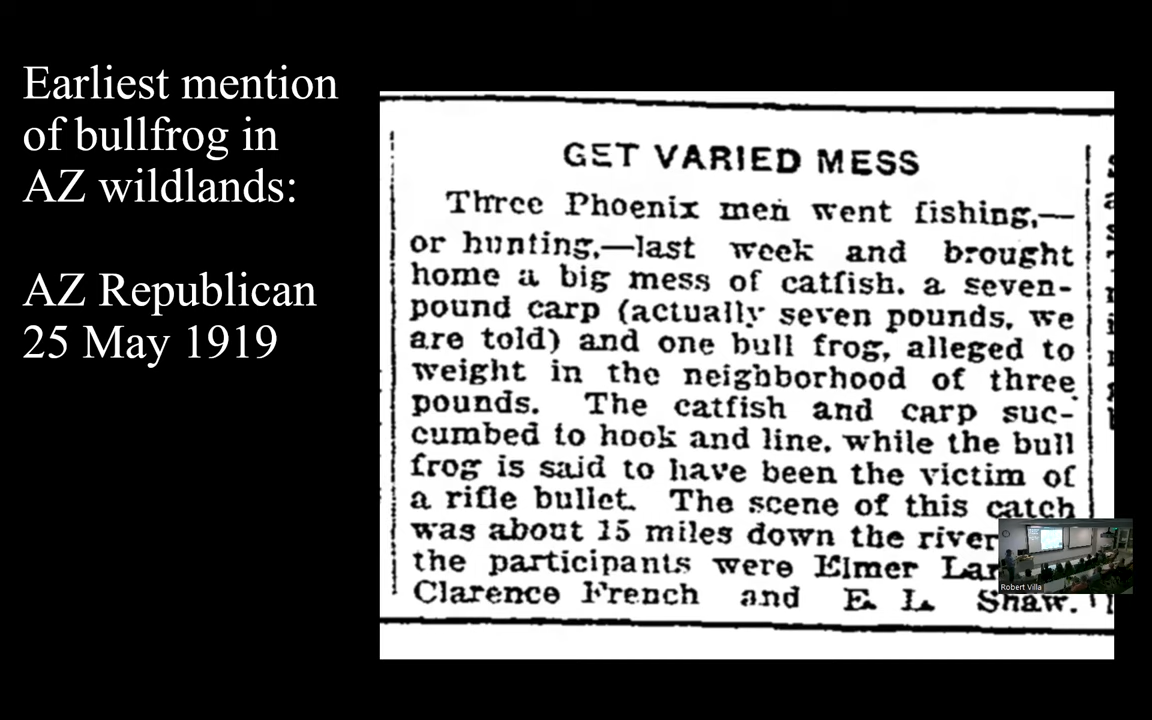 Earliest mention
of bullfrog in
AZ wildlands:
AZ Republican
25 May 1919
GET VARIED MESS
Three Phoenix men went fishing,—
or hunting,—last week and brought
home a big mess of catfish, a seven-
pound carp (actually seven pounds, we
are told) and one bull frog, alleged to
weight in the neighborhood of three
pounds. The catfish and carp suc-
cumbed to hook and line, while the bull
frog is said to have been the victim of
a rifle bullet. The scene of this catch
was about 15 miles down the river
the participants were Elmer
Clarence French and E. L. Shaw.
Robert Villa